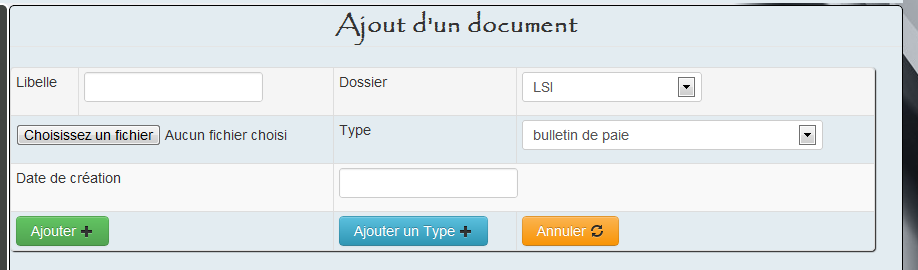 Ajout d'un document
Libelle Dossier LSI
Choisissez un fichier Aucun fichier choisi Type bulletin de paie
Date de création
Ajouter Ajouter un Type Annuler